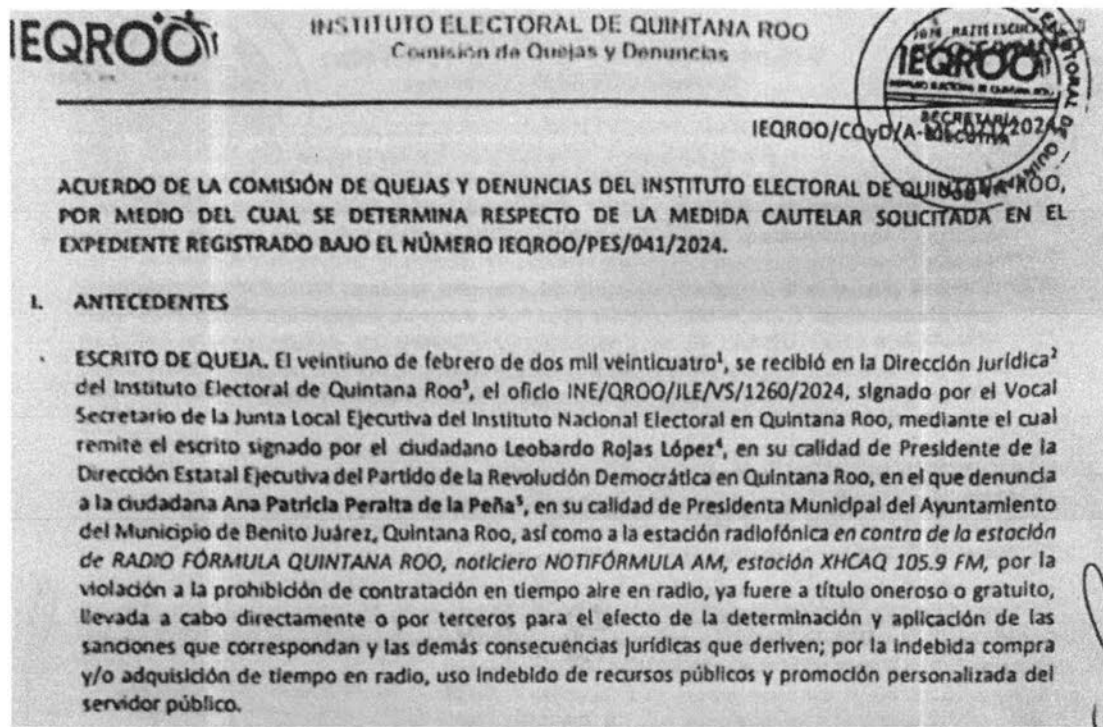 IEQROO
INSTITUTO ELECTORAL DE QUINTANA ROO
Comisión de Quejas y Denuncias
IEQROO
SECRETARÍA
EJECUTIVA
IEQROO/CQyD/A-
ACUERDO DE LA COMISIÓN DE QUEJAS Y DENUNCIAS DEL INSTITUTO ELECTORAL DE QUINTANA ROO,
POR MEDIO DEL CUAL SE DETERMINA RESPECTO DE LA MEDIDA CAUTELAR SOLICITADA EN EL
EXPEDIENTE REGISTRADO BAJO EL NÚMERO IEQROO/PES/041/2024.
I. ANTECEDENTES
ESCRITO DE QUEJA. El veintiuno de febrero de dos mil veinticuatro¹, se recibió en la Dirección Jurídica²
del Instituto Electoral de Quintana Roo³, el oficio INE/QROO/JLE/VS/1260/2024, signado por el Vocal
Secretario de la Junta Local Ejecutiva del Instituto Nacional Electoral en Quintana Roo, mediante el cual
remite el escrito signado por el ciudadano Leobardo Rojas López⁴, en su calidad de Presidente de la
Dirección Estatal Ejecutiva del Partido de la Revolución Democrática en Quintana Roo, en el que denuncia
a la ciudadana Ana Patricia Peralta de la Peña⁵, en su calidad de Presidenta Municipal del Ayuntamiento
del Municipio de Benito Juárez, Quintana Roo, así como a la estación radiofónica en contra de la estación
de RADIO FÓRMULA QUINTANA ROO, noticiero NOTIFÓRMULA AM, estación XHCAQ 105.9 FM, por la
violación a la prohibición de contratación en tiempo aire en radio, ya fuere a título oneroso o gratuito,
llevada a cabo directamente o por terceros para el efecto de la determinación y aplicación de las
sanciones que correspondan y las demás consecuencias jurídicas que deriven; por la indebida compra
y/o adquisición de tiempo en radio, uso indebido de recursos públicos y promoción personalizada del
servidor público.